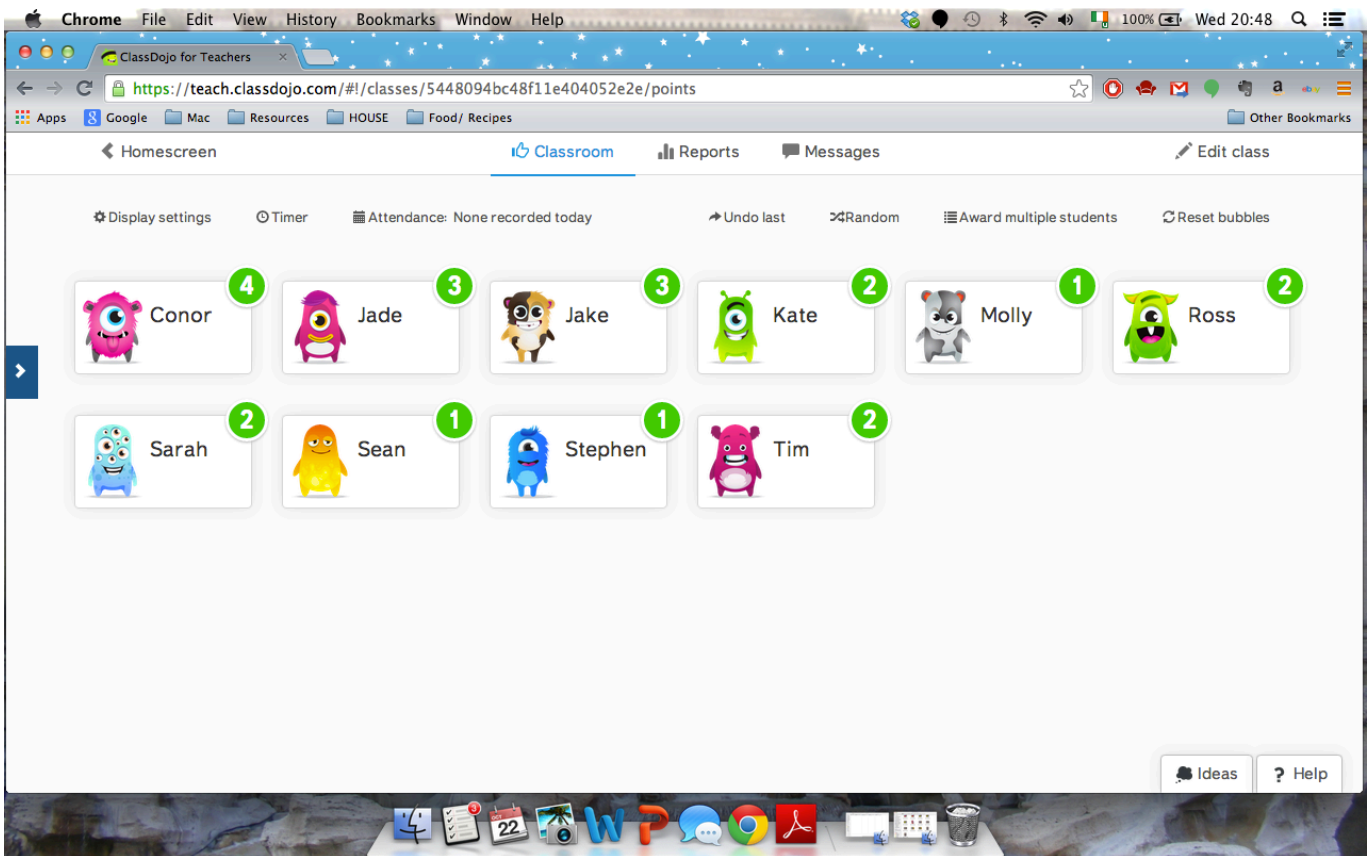 Chrome File Edit View History Bookmarks Window Help 100% Wed 20:48
ClassDojo for Teachers
https://teach.classdojo.com/#!/classes/5448094bc48f11e404052e2e/points
Apps Google Mac Resources HOUSE Food/ Recipes Other Bookmarks
Homescreen Classroom Reports Messages Edit class
Display settings Timer Attendance: None recorded today Undo last Random Award multiple students Reset bubbles
4 3 3 2 1 2
Conor Jade Jake Kate Molly Ross
2 1 1 2
Sarah Sean Stephen Tim
Ideas ? Help
3
OCT
22